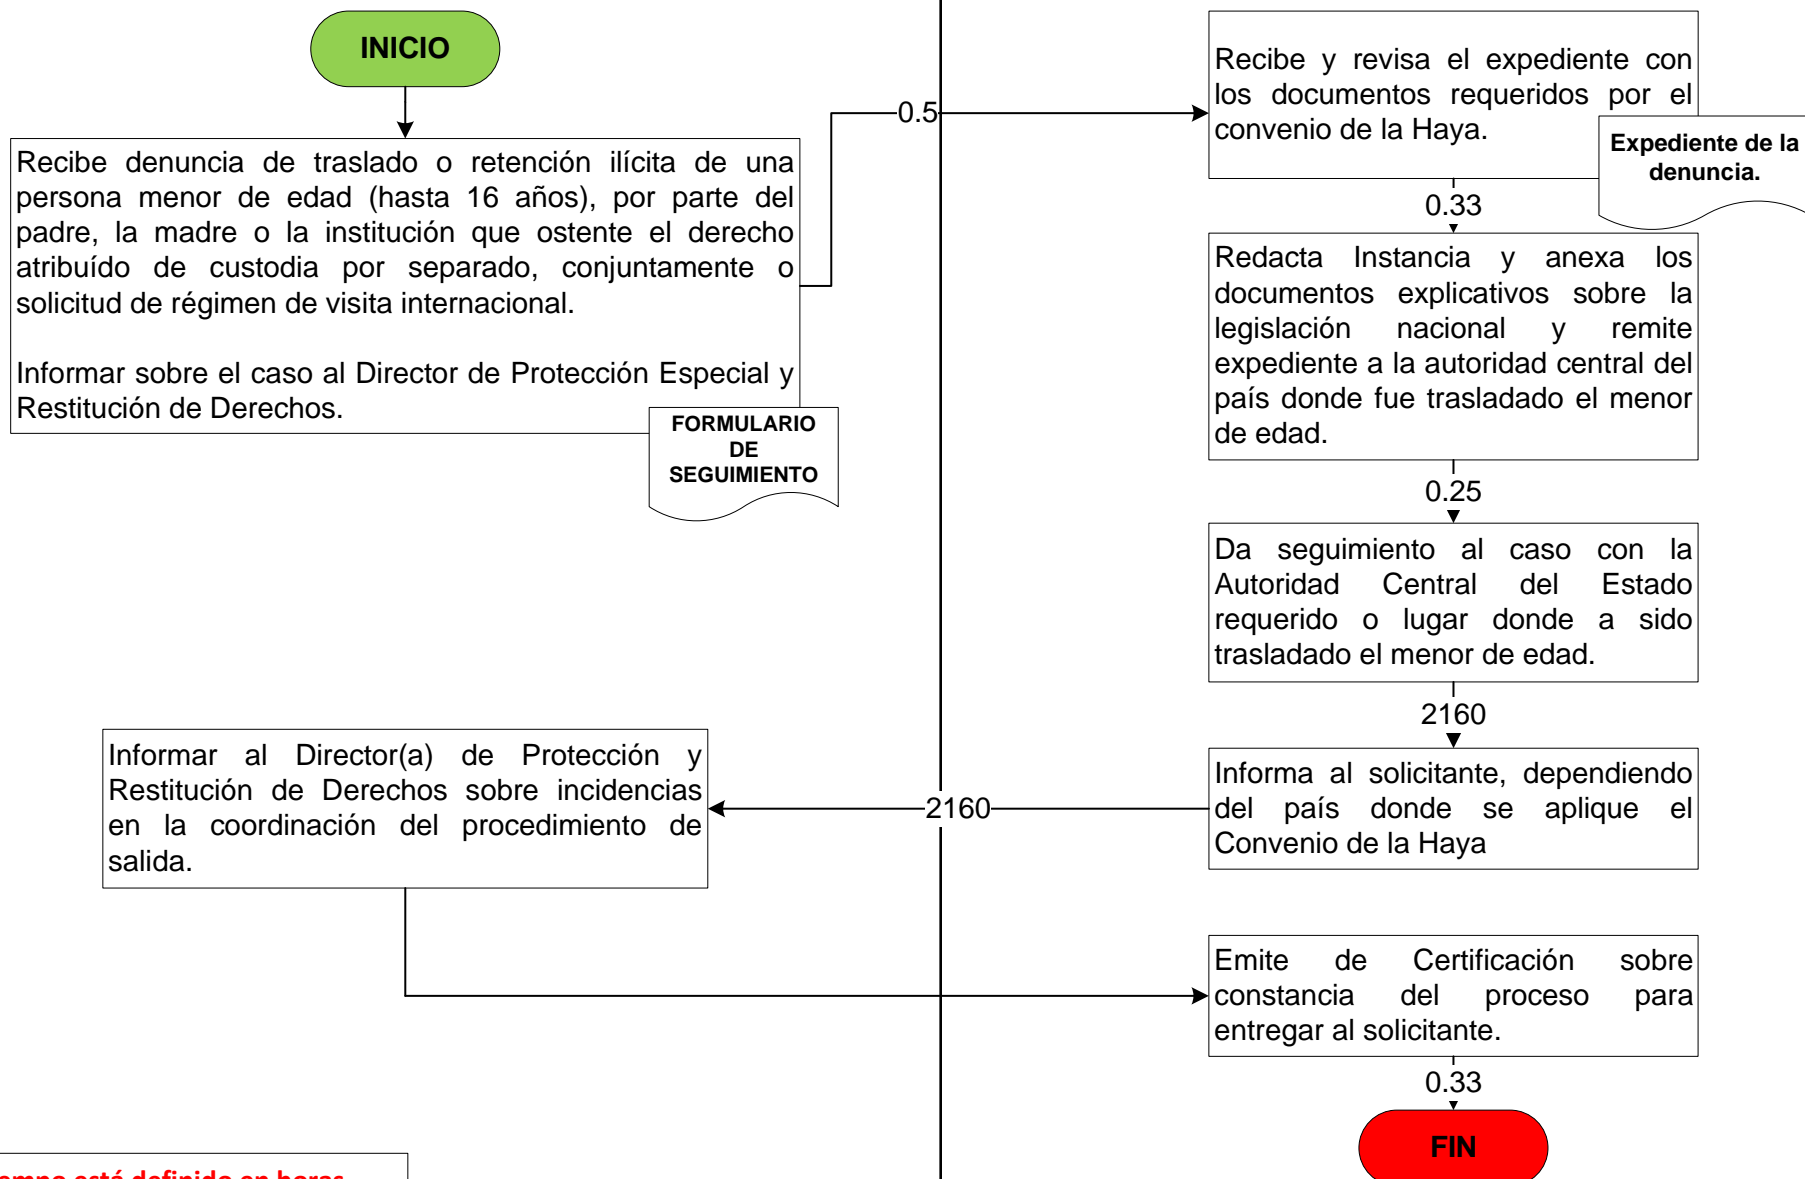 INICIO
Recibe denuncia de traslado o retención ilícita de una
persona menor de edad (hasta 16 años), por parte del
padre, la madre o la institución que ostente el derecho
atribuído de custodia por separado, conjuntamente o
solicitud de régimen de visita internacional.
Informar sobre el caso al Director de Protección Especial y
Restitución de Derechos.
FORMULARIO
DE
SEGUIMIENTO
0.5
Recibe y revisa el expediente con
los documentos requeridos por el
convenio de la Haya.
Expediente de la
denuncia.
0.33
Redacta Instancia y anexa los
documentos explicativos sobre la
legislación nacional y remite
expediente a la autoridad central del
país donde fue trasladado el menor
de edad.
0.25
Da seguimiento al caso con la
Autoridad Central del Estado
requerido o lugar donde a sido
trasladado el menor de edad.
2160
Informa al solicitante, dependiendo
del país donde se aplique el
Convenio de la Haya
2160
Informar al Director(a) de Protección y
Restitución de Derechos sobre incidencias
en la coordinación del procedimiento de
salida.
Emite de Certificación sobre
constancia del proceso para
entregar al solicitante.
0.33
FIN
está definido en horas